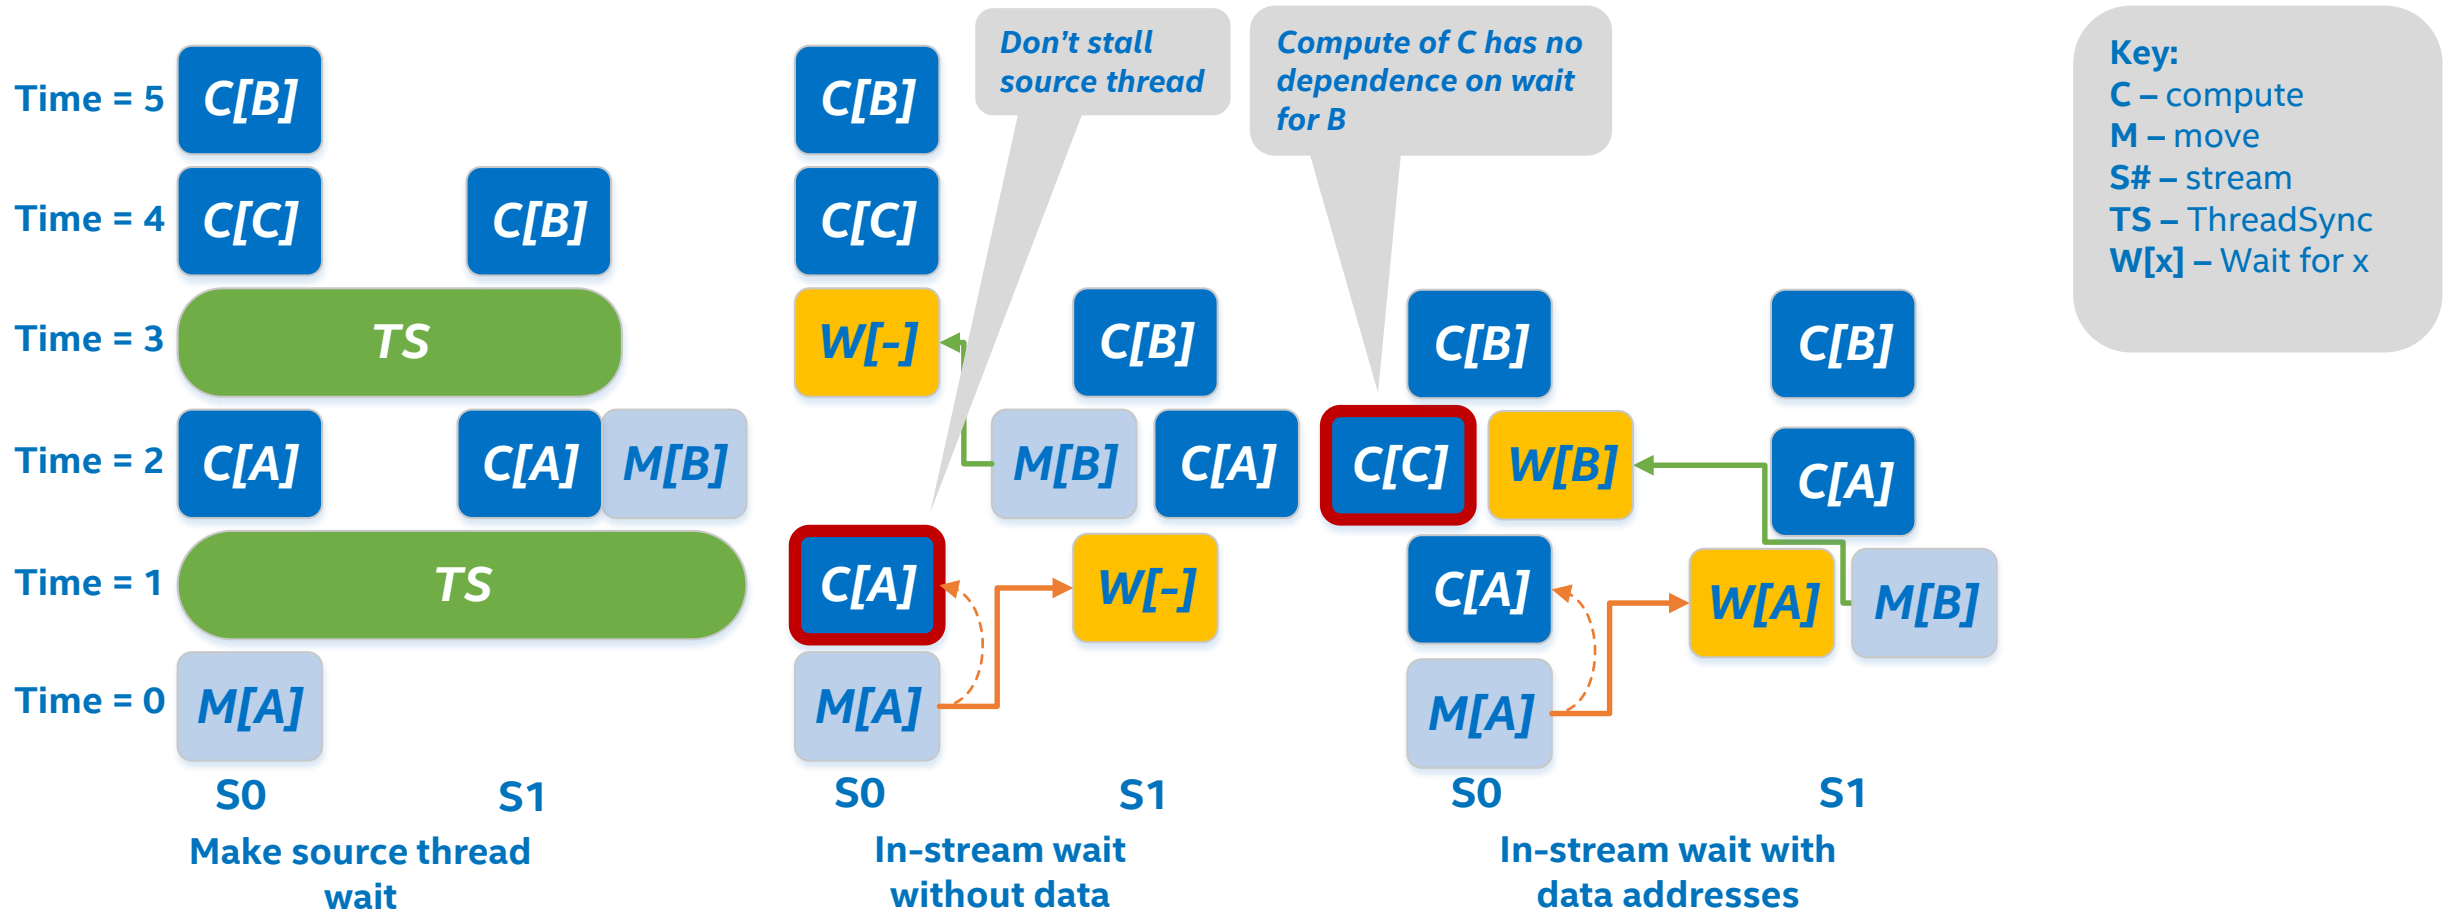 Don't stall
source thread
Compute of C has no
dependence on wait
for B
Key:
C – compute
M – move
S# – stream
TS – ThreadSync
W[x] – Wait for x
Time = 5
C[B]
C[B]
Time = 4
C[C]
C[B]
C[C]
Time = 3
TS
W[-]
C[B]
C[B]
C[B]
Time = 2
C[A]
C[A]
M[B]
M[B]
C[A]
C[C]
W[B]
C[A]
Time = 1
TS
C[A]
W[-]
C[A]
W[A]
M[B]
Time = 0
M[A]
M[A]
M[A]
S0
S1
S0
S1
S0
S1
Make source thread
wait
In-stream wait
without data
In-stream wait with
data addresses